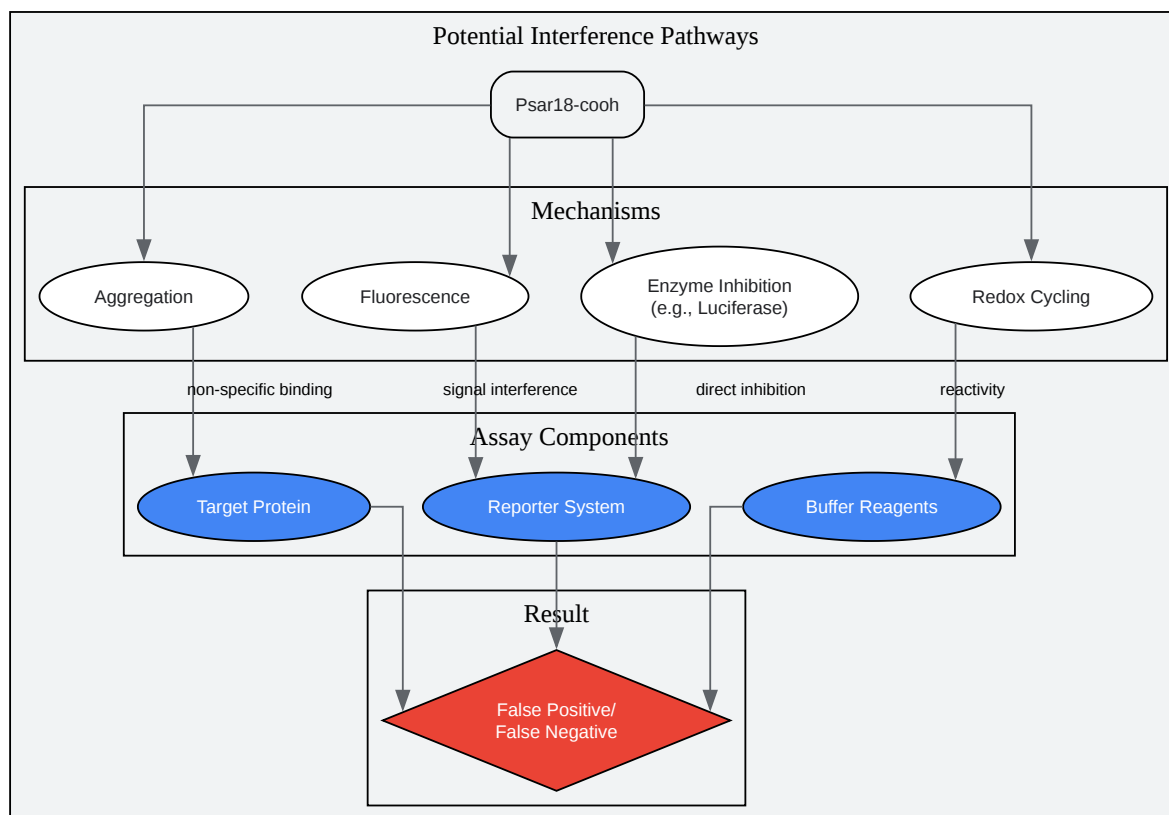 Potential Interference Pathways
Psar18-cooh
Mechanisms
Aggregation
Fluorescence
Enzyme Inhibition
(e.g., Luciferase)
Redox Cycling
non-specific binding
signal interference
direct inhibition
reactivity
Assay Components
Target Protein
Reporter System
Buffer Reagents
Result
False Positive/
False Negative